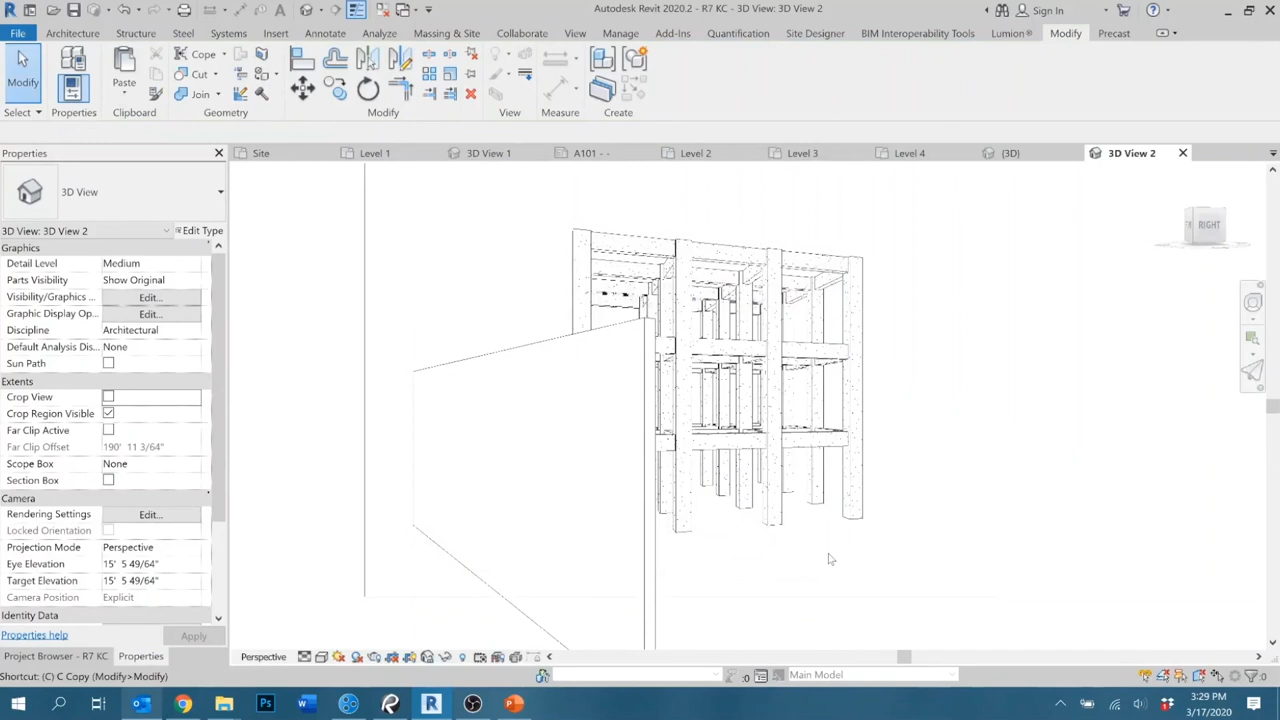 Autodesk Revit 2020.2 - R7 KC - 3D View: 3D View 2
Sign In
File
Architecture
Structure
Steel
Systems
Insert
Annotate
Analyze
Massing & Site
Collaborate
View
Manage
Add-Ins
Quantification
Site Designer
BIM Interoperability Tools
Lumion®
Modify
Precast
Modify
Paste
Cope
Cut
Join
Select
Properties
Clipboard
Geometry
Modify
View
Measure
Create
Properties
Site
Level 1
3D View 1
A101 - -
Level 2
Level 3
Level 4
(3D)
3D View 2
3D View
3D View: 3D View 2
Edit Type
Graphics
Detail Level Medium
Parts Visibility Show Original
Visibility/Graphics ... Edit...
Graphic Display Op... Edit...
Discipline Architectural
Default Analysis Dis... None
Sun Path
Extents
Crop View
Crop Region Visible
Far Clip Active
Far Clip Offset 190' 11 3/64"
Scope Box None
Section Box
Camera
Rendering Settings Edit...
Locked Orientation
Projection Mode Perspective
Eye Elevation 15' 5 49/64"
Target Elevation 15' 5 49/64"
Camera Position Explicit
Identity Data
Properties help
Apply
RIGHT
Project Browser - R7 KC
Properties
Perspective
Shortcut: (C) Copy (Modify>Modify)
:0
Main Model
:0
3:29 PM
3/17/2020